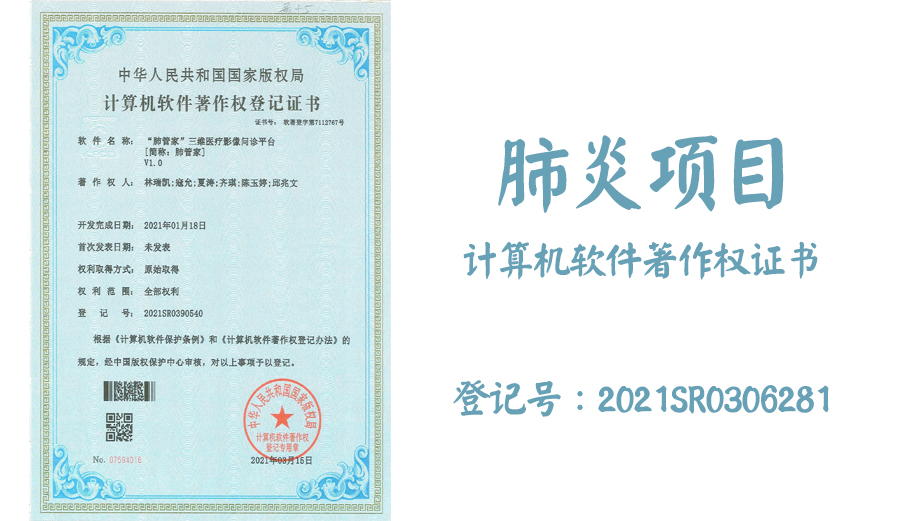 中华人民共和国国家版权局
计算机软件著作权登记证书
证书号： 软著登字第7112767号
软件名称： “肺管家”三维医疗影像问诊平台
[简称：肺管家]
V1.0
著作权人： 林瑞凯;寇允;夏涛;齐琪;陈玉婷;邱兆文
开发完成日期： 2021年01月18日
首次发表日期： 未发表
权利取得方式： 原始取得
权利范围： 全部权利
登记号： 2021SR0390540
根据《计算机软件保护条例》和《计算机软件著作权登记办法》的
规定，经中国版权保护中心审核，对以上事项予以登记。
中华人民共和国国家版权局
计算机软件著作权
登记专用章
No. 07594016
2021年03月15日
肺炎项目
计算机软件著作权证书
登记号：2021SR0306281